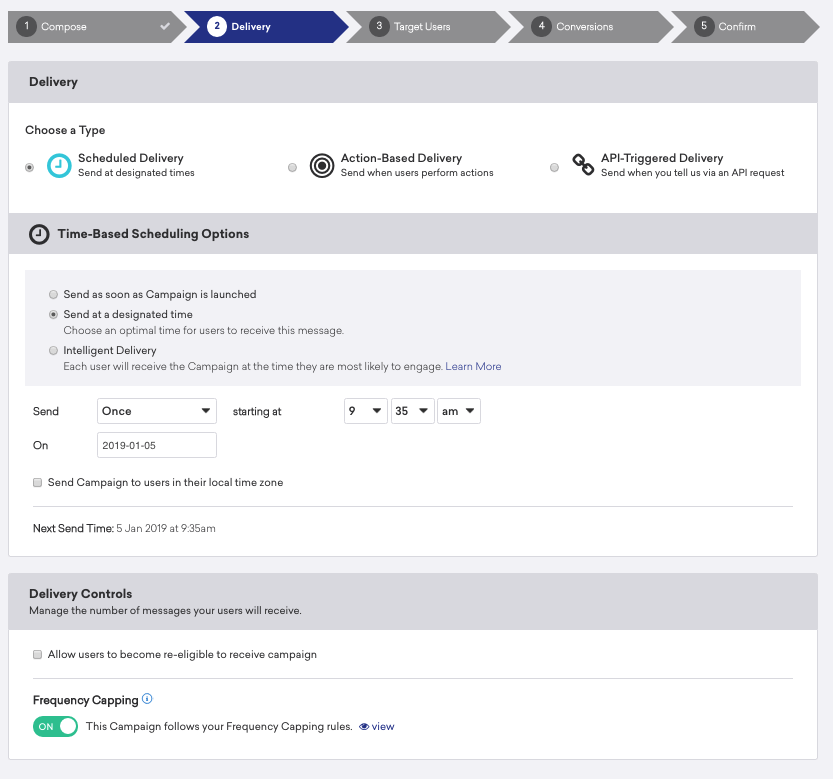 1 Compose 2 Delivery 3 Target Users 4 Conversions 5 Confirm
Delivery
Choose a Type
Scheduled Delivery
Send at designated times
Action-Based Delivery
Send when users perform actions
API-Triggered Delivery
Send when you tell us via an API request
Time-Based Scheduling Options
Send as soon as Campaign is launched
Send at a designated time
Choose an optimal time for users to receive this message.
Intelligent Delivery
Each user will receive the Campaign at the time they are most likely to engage. Learn More
Send Once starting at 9 35 am
On 2019-01-05
Send Campaign to users in their local time zone
Next Send Time: 5 Jan 2019 at 9:35am
Delivery Controls
Manage the number of messages your users will receive.
Allow users to become re-eligible to receive campaign
Frequency Capping i
ON This Campaign follows your Frequency Capping rules. view